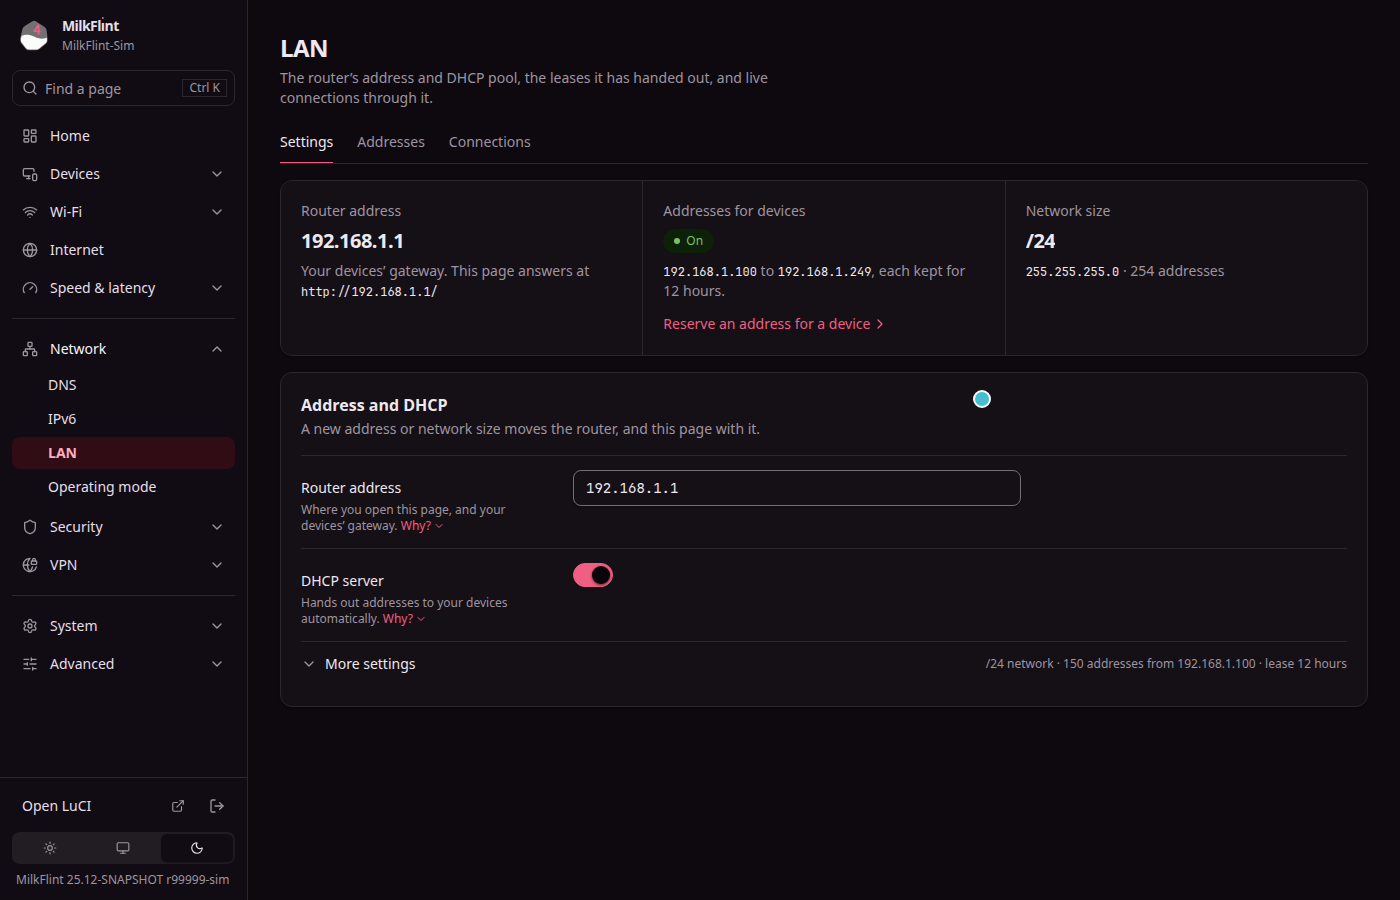 MilkFlint
MilkFlint-Sim
Find a page
Ctrl K
Home
Devices
Wi-Fi
Internet
Speed & latency
Network
DNS
IPv6
LAN
Operating mode
Security
VPN
System
Advanced
Open LuCI
MilkFlint 25.12-SNAPSHOT r99999-sim
LAN
The router’s address and DHCP pool, the leases it has handed out, and live
connections through it.
Settings
Addresses
Connections
Router address
192.168.1.1
Your devices’ gateway. This page answers at
http://192.168.1.1/
Addresses for devices
On
192.168.1.100 to 192.168.1.249, each kept for
12 hours.
Reserve an address for a device
Network size
/24
255.255.255.0 · 254 addresses
Address and DHCP
A new address or network size moves the router, and this page with it.
Router address
Where you open this page, and your
devices’ gateway. Why?
192.168.1.1
DHCP server
Hands out addresses to your devices
automatically. Why?
More settings
/24 network · 150 addresses from 192.168.1.100 · lease 12 hours